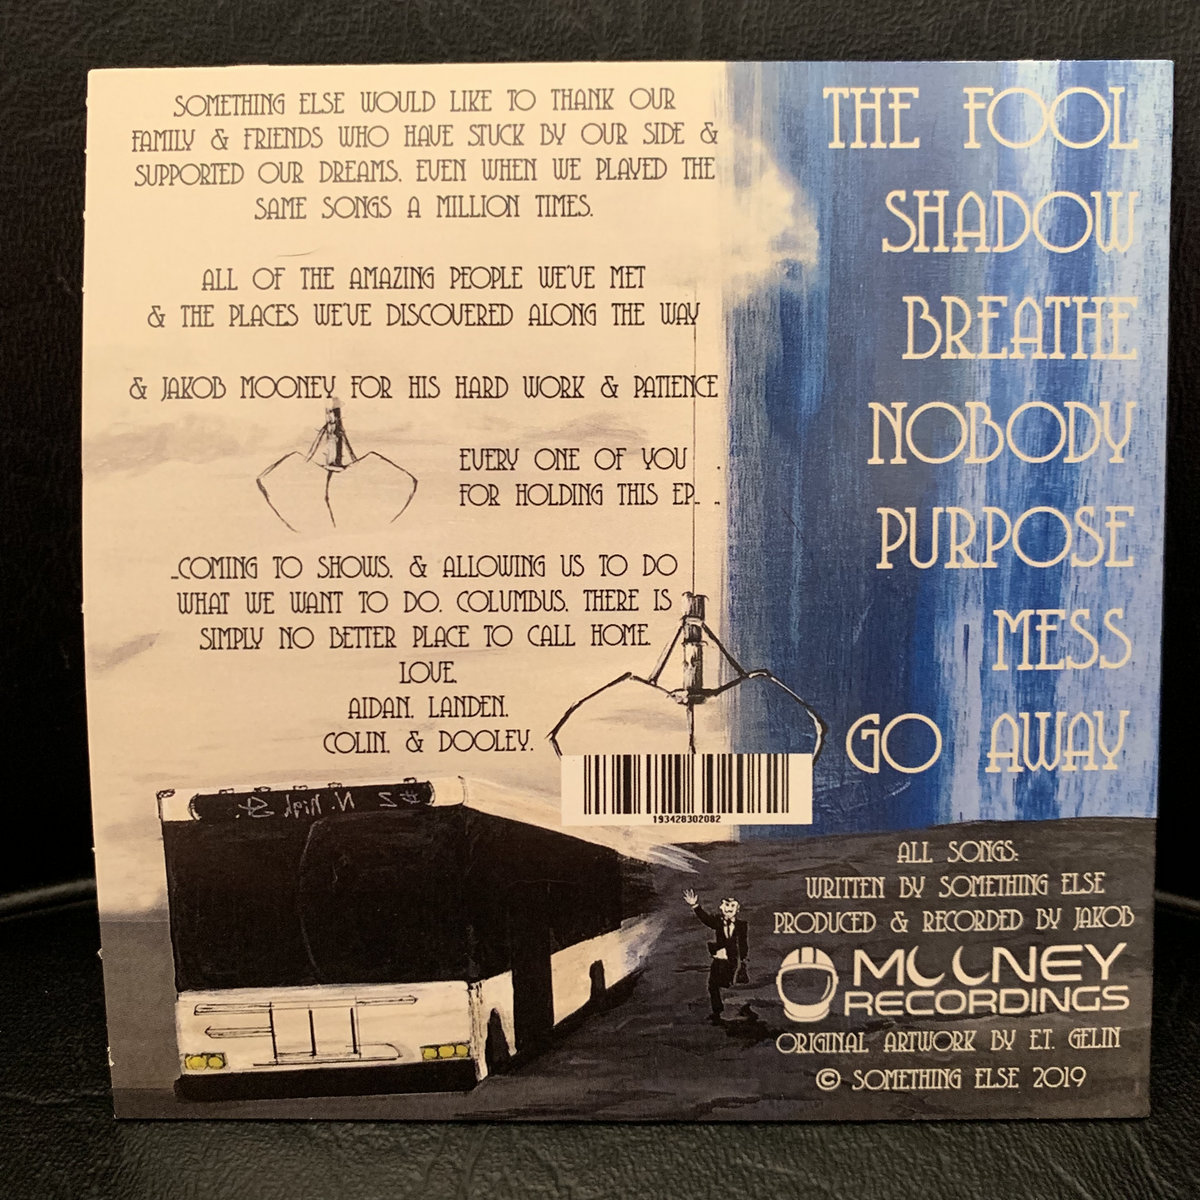 SOMETHING ELSE WOULD LIKE TO THANK OUR
FAMILY & FRIENDS WHO HAVE STUCK BY OUR SIDE &
SUPPORTED OUR DREAMS, EVEN WHEN WE PLAYED THE
SAME SONGS A MILLION TIMES.
ALL OF THE AMAZING PEOPLE WE'VE MET
& THE PLACES WE'VE DISCOVERED ALONG THE WAY
& JAKOB MOONEY FOR HIS HARD WORK & PATIENCE
EVERY ONE OF YOU
FOR HOLDING THIS EP...
...COMING TO SHOWS, & ALLOWING US TO DO
WHAT WE WANT TO DO. COLUMBUS, THERE IS
SIMPLY NO BETTER PLACE TO CALL HOME.
LOVE,
AIDAN, LANDEN,
COLIN, & DOOLEY.
THE FOOL
SHADOW
BREATHE
NOBODY
PURPOSE
MESS
GO AWAY
193428302082
#2 N. High St.
ALL SONGS:
WRITTEN BY SOMETHING ELSE
PRODUCED & RECORDED BY JAKOB
MOONEY
RECORDINGS
ORIGINAL ARTWORK BY E.T. GELIN
© SOMETHING ELSE 2019